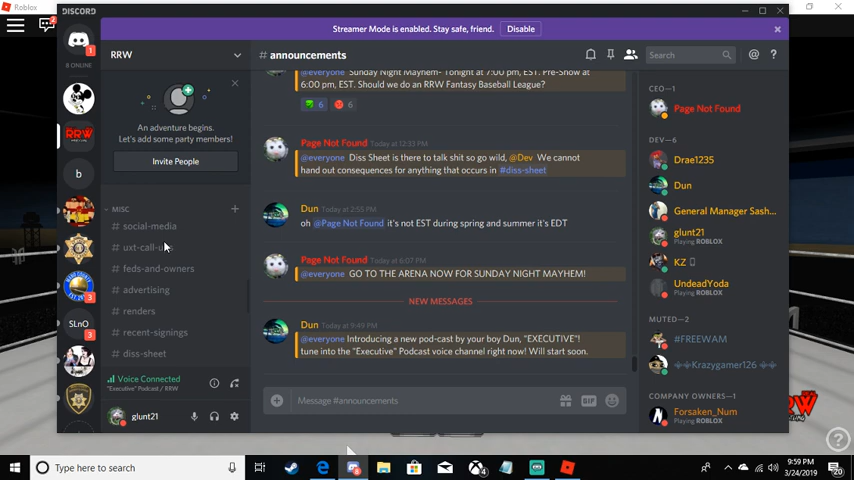 Roblox
DISCORD
Streamer Mode is enabled. Stay safe, friend.
Disable
1
8 ONLINE
RRW
b
3
SLnO
3
RRW
An adventure begins.
Let's add some party members!
Invite People
MISC
# social-media
# uxt-call-u
# feds-and-owners
# advertising
# renders
# recent-signings
# diss-sheet
Voice Connected
"Executive" Podcast / RRW
glunt21
# announcements
Search
@everyone Sunday Night Mayhem- Tonight at 7:00 pm, EST. Pre-Show at
6:00 pm, EST. Should we do an RRW Fantasy Baseball League?
6
6
Page Not Found Today at 12:33 PM
@everyone Diss Sheet is there to talk shit so go wild, @Dev We cannot
hand out consequences for anything that occurs in #diss-sheet
Dun Today at 2:55 PM
oh @Page Not Found it's not EST during spring and summer it's EDT
Page Not Found Today at 6:07 PM
@everyone GO TO THE ARENA NOW FOR SUNDAY NIGHT MAYHEM!
NEW MESSAGES
Dun Today at 9:49 PM
@everyone Introducing a new pod-cast by your boy Dun, "EXECUTIVE"!
tune into the "Executive" Podcast voice channel right now! Will start soon.
Message #announcements
GIF
CEO—1
Page Not Found
DEV—6
Drae1235
Dun
General Manager Sash...
glunt21
Playing ROBLOX
KZ
UndeadYoda
Playing ROBLOX
MUTED—2
#FREEWAM
Krazygamer126
COMPANY OWNERS—1
Forsaken_Num
Playing ROBLOX
RRW
Type here to search
9:59 PM
3/24/2019
20